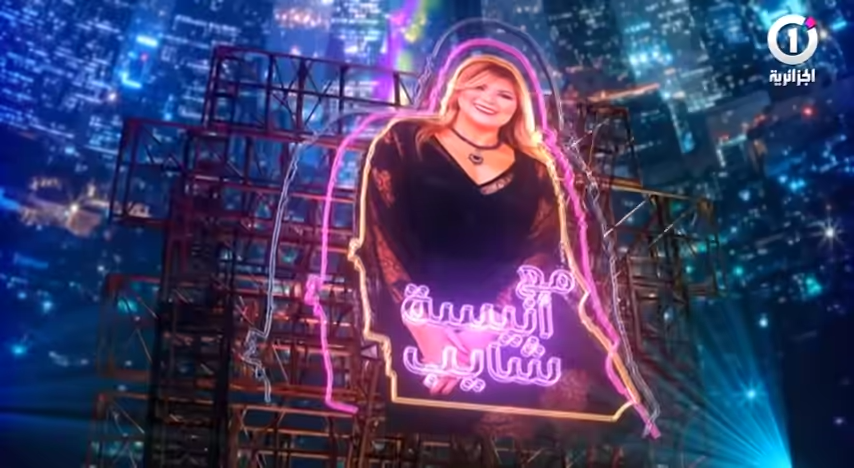 1
الجزائرية
مع
أنيسة
شايب